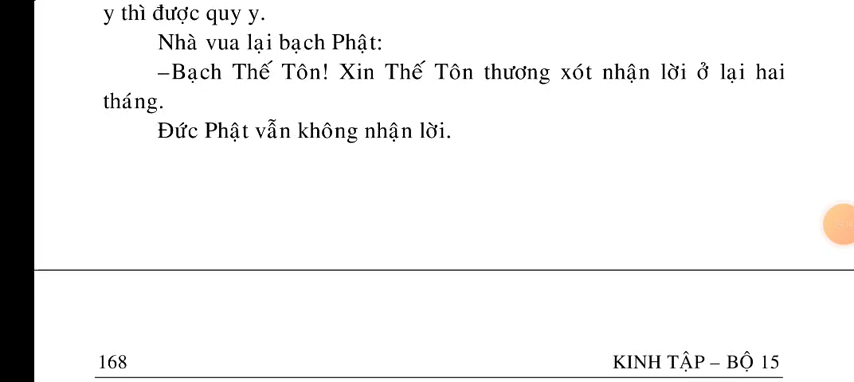 y thì được quy y.
Nhà vua lại bạch Phật:
–Bạch Thế Tôn! Xin Thế Tôn thương xót nhận lời ở lại hai
tháng.
Đức Phật vẫn không nhận lời.
168 KINH TẬP – BỘ 15